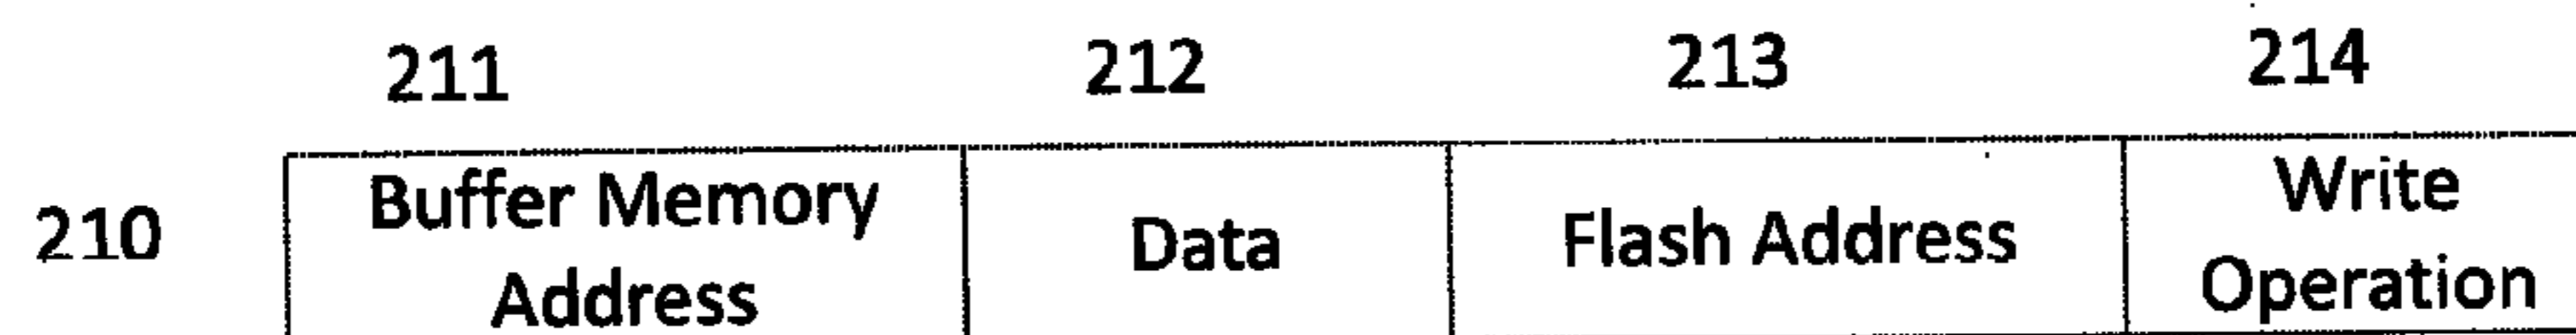 211 212 213 214
210
Buffer Memory
Address
Data
Flash Address
Write
Operation